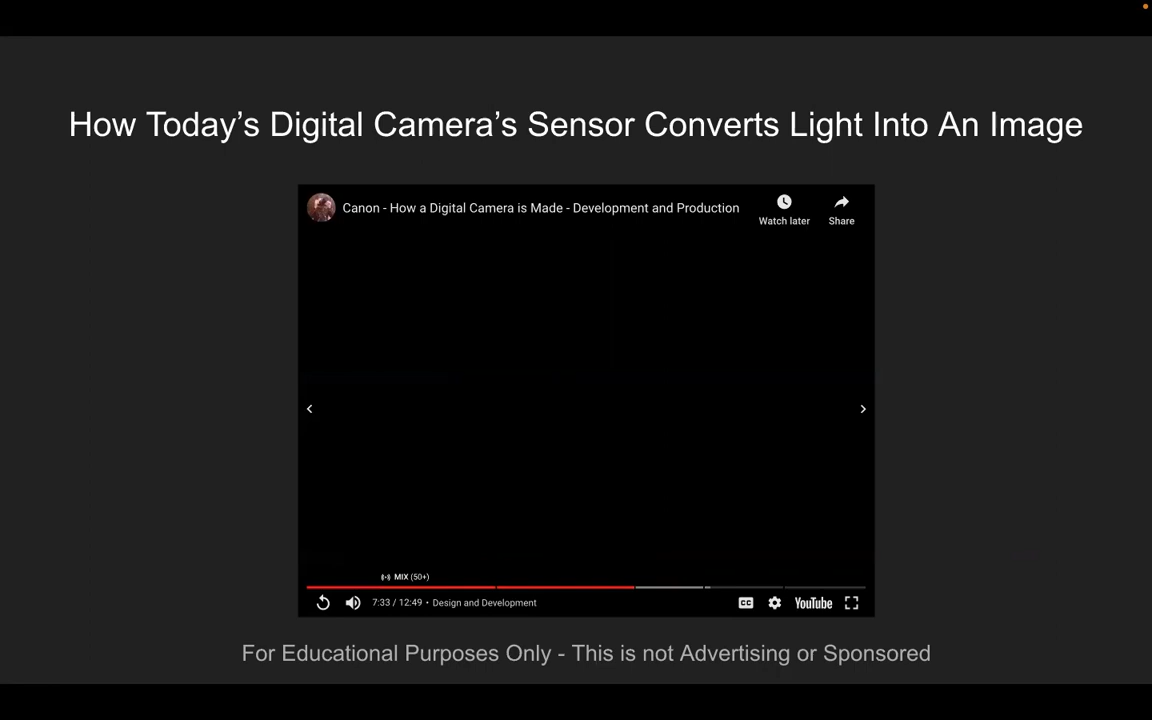 How Today’s Digital Camera’s Sensor Converts Light Into An Image
Canon - How a Digital Camera is Made - Development and Production
Watch later
Share
MIX (50+)
7:33 / 12:49 • Design and Development
CC
YouTube
For Educational Purposes Only - This is not Advertising or Sponsored